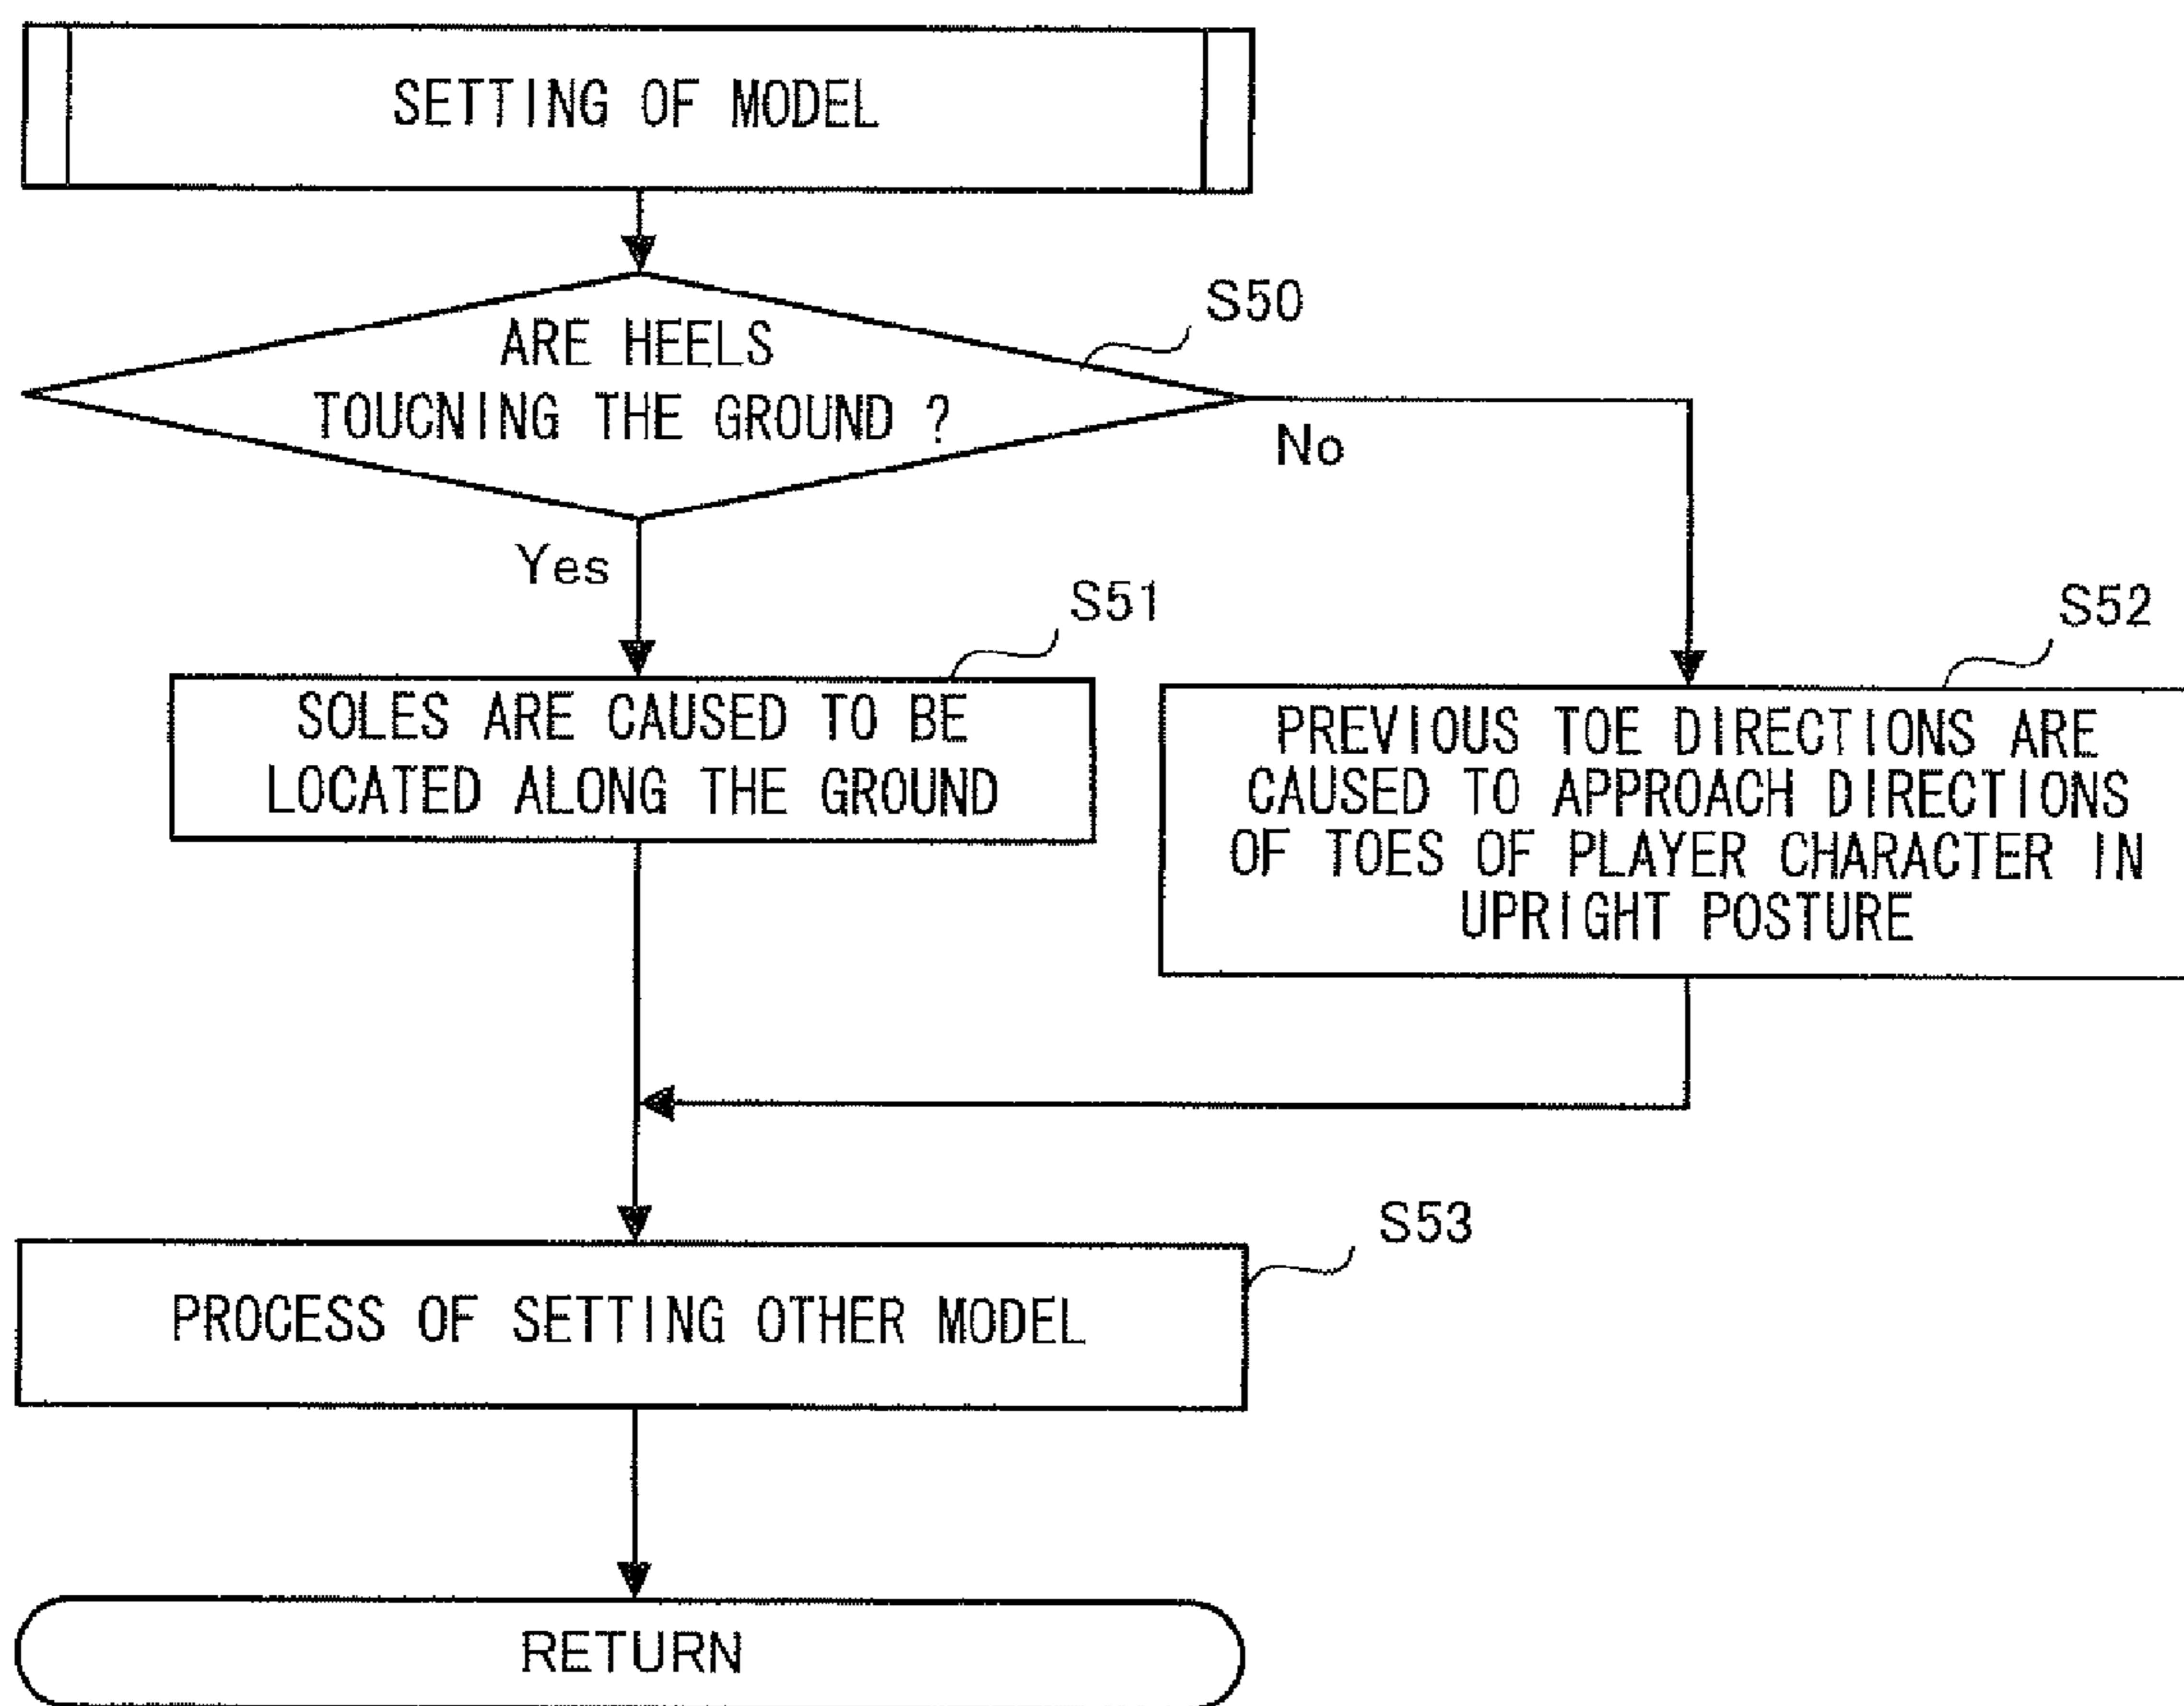 SETTING OF MODEL
S50
ARE HEELS
TOUCNING THE GROUND ?
No
Yes
S51
SOLES ARE CAUSED TO BE
LOCATED ALONG THE GROUND
S52
PREVIOUS TOE DIRECTIONS ARE
CAUSED TO APPROACH DIRECTIONS
OF TOES OF PLAYER CHARACTER IN
UPRIGHT POSTURE
S53
PROCESS OF SETTING OTHER MODEL
RETURN